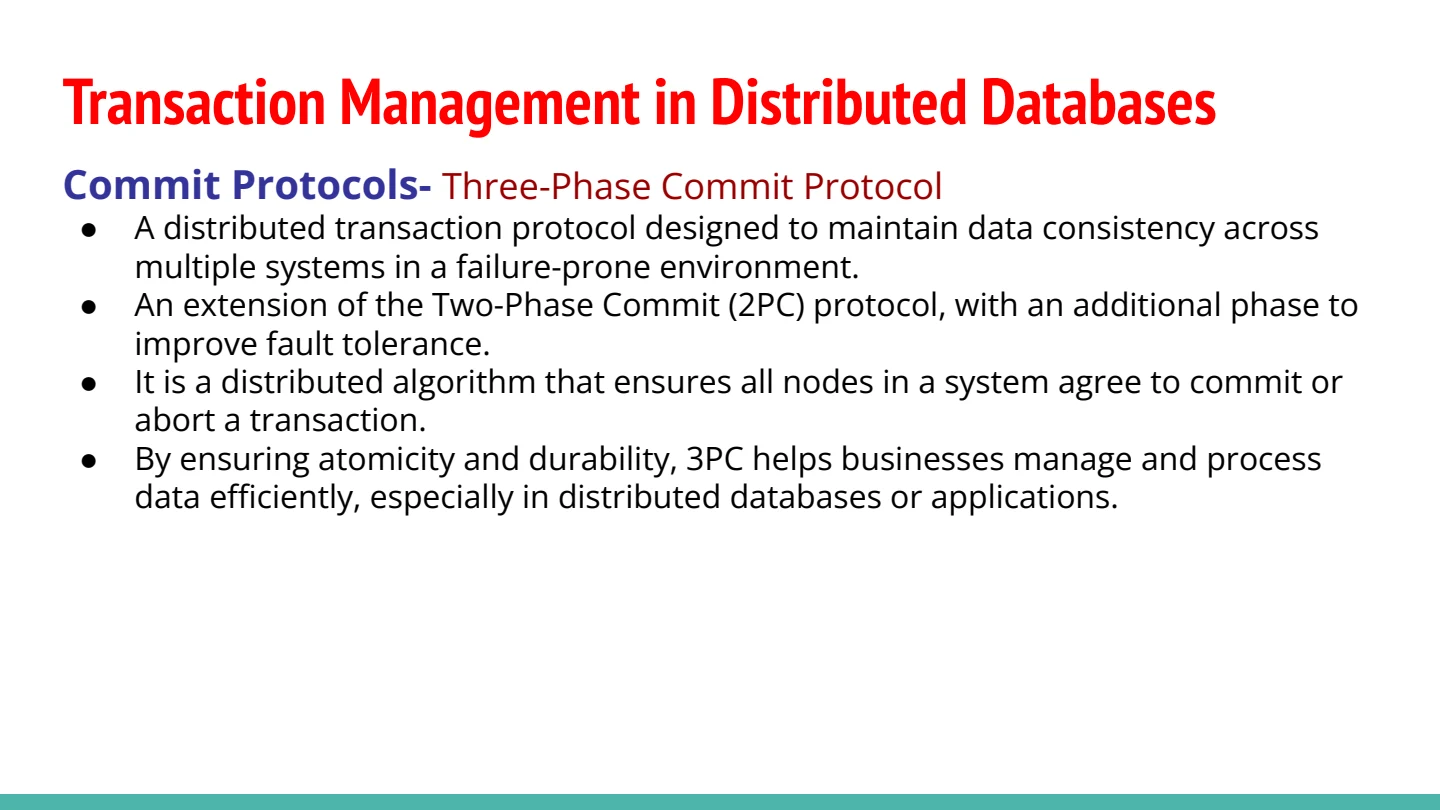 Transaction Management in Distributed Databases
Commit Protocols- Three-Phase Commit Protocol
● A distributed transaction protocol designed to maintain data consistency across
multiple systems in a failure-prone environment.
● An extension of the Two-Phase Commit (2PC) protocol, with an additional phase to
improve fault tolerance.
● It is a distributed algorithm that ensures all nodes in a system agree to commit or
abort a transaction.
● By ensuring atomicity and durability, 3PC helps businesses manage and process
data efficiently, especially in distributed databases or applications.